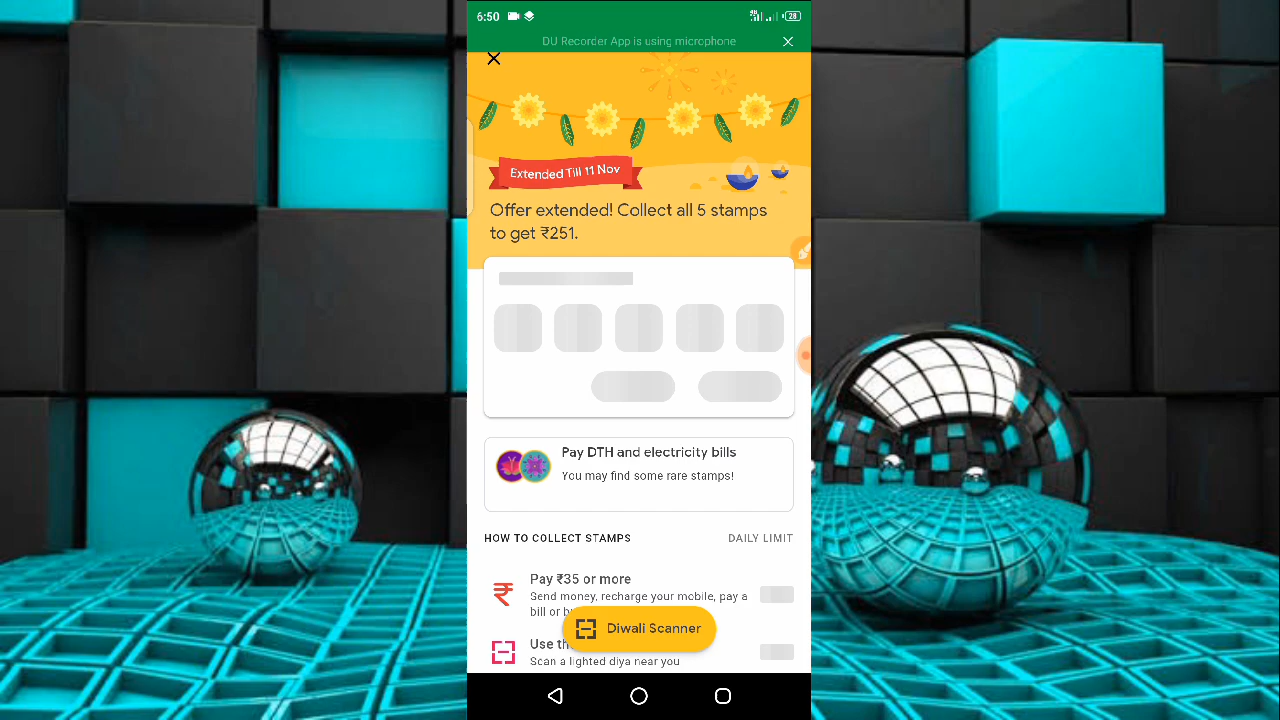 6:50
28
DU Recorder App is using microphone
Extended Till 11 Nov
Offer extended! Collect all 5 stamps
to get ₹251.
Pay DTH and electricity bills
You may find some rare stamps!
HOW TO COLLECT STAMPS DAILY LIMIT
Pay ₹35 or more
Send money, recharge your mobile, pay a
bill or
Diwali Scanner
Use
Scan a lighted diya near you